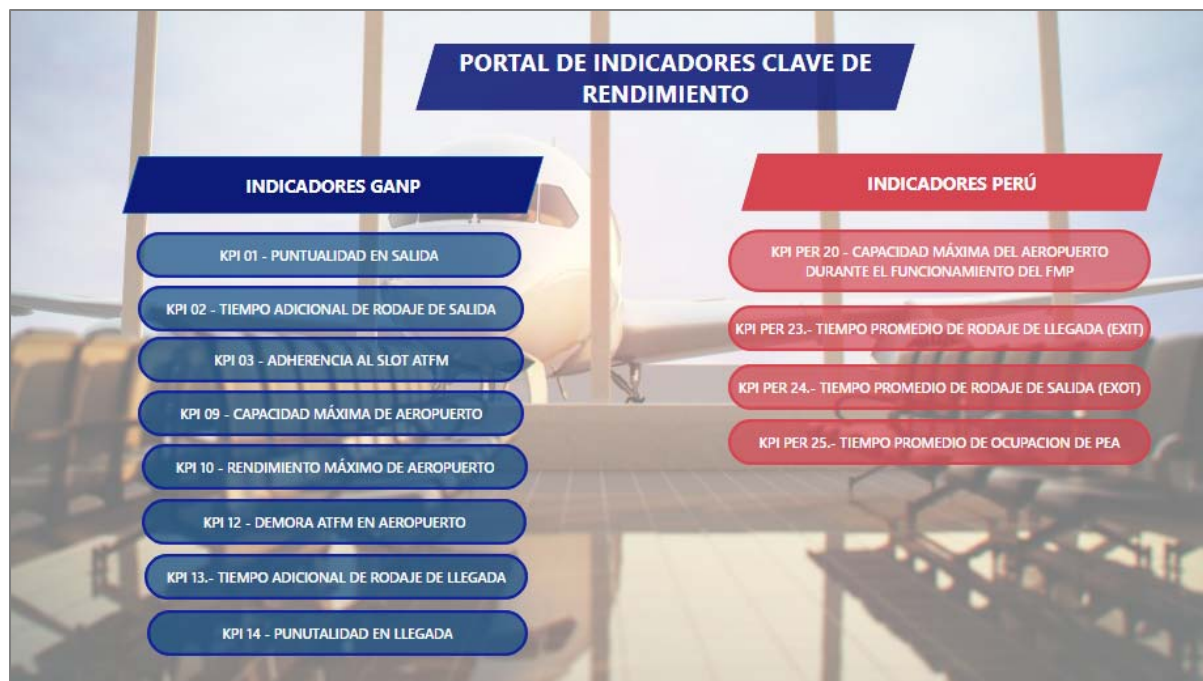 PORTAL DE INDICADORES CLAVE DE
RENDIMIENTO
INDICADORES GANP
KPI 01 - PUNTUALIDAD EN SALIDA
KPI 02 - TIEMPO ADICIONAL DE RODAJE DE SALIDA
KPI 03 - ADHERENCIA AL SLOT ATFM
KPI 09 - CAPACIDAD MÁXIMA DE AEROPUERTO
KPI 10 - RENDIMIENTO MÁXIMO DE AEROPUERTO
KPI 12 - DEMORA ATFM EN AEROPUERTO
KPI 13.- TIEMPO ADICIONAL DE RODAJE DE LLEGADA
KPI 14 - PUNUTALIDAD EN LLEGADA
INDICADORES PERÚ
KPI PER 20 - CAPACIDAD MÁXIMA DEL AEROPUERTO
DURANTE EL FUNCIONAMIENTO DEL FMP
KPI PER 23.- TIEMPO PROMEDIO DE RODAJE DE LLEGADA (EXIT)
KPI PER 24.- TIEMPO PROMEDIO DE RODAJE DE SALIDA (EXOT)
KPI PER 25.- TIEMPO PROMEDIO DE OCUPACION DE PEA